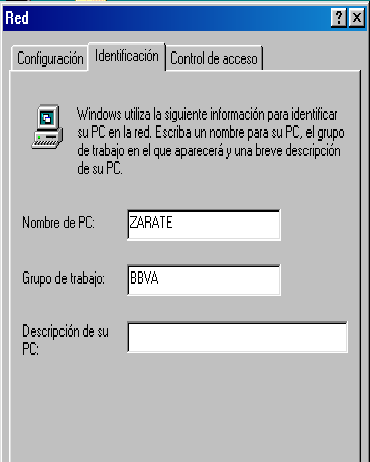 Red
Configuración Identificación Control de acceso
Windows utiliza la siguiente información para identificar
su PC en la red. Escriba un nombre para su PC, el grupo
de trabajo en el que aparecerá y una breve descripción
de su PC.
Nombre de PC: ZARATE
Grupo de trabajo: BBVA
Descripción de su
PC: